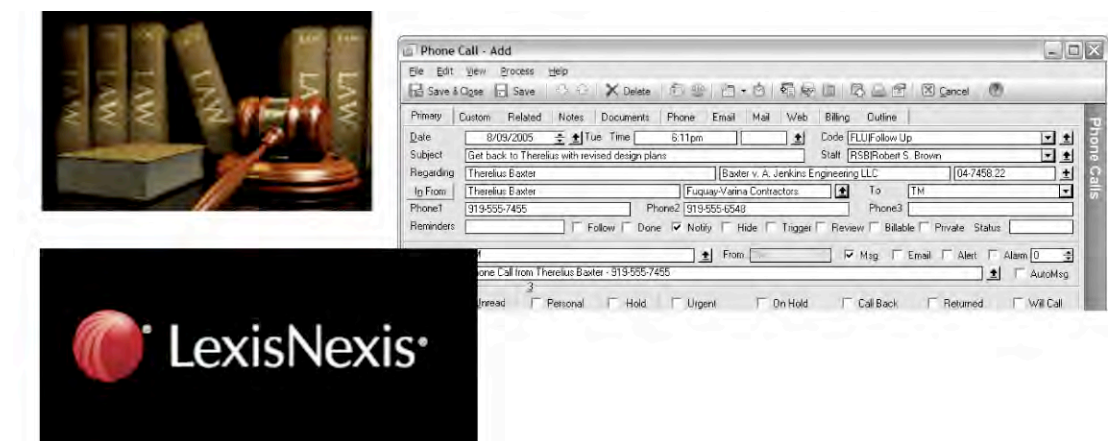 LAW
LAW
LAW
LAW
LAW
LAW
Phone Call - Add
File Edit View Process Help
Save & Close Save Delete Cancel
Primary Custom Related Notes Documents Phone Email Mail Web Billing Outline
Date 8/09/2005 Tue Time 6:11pm Code FLU|Follow Up
Subject Get back to Therelius with revised design plans Staff RSB|Robert S. Brown
Regarding Therelius Baxter Baxter v. A. Jenkins Engineering LLC 04-7458.22
In From Therelius Baxter Fuquay-Varina Contractors To TM
Phone1 919-555-7455 Phone2 919-555-6548 Phone3
Reminders Follow Done Notify Hide Trigger Review Billable Private Status
From Msg Email Alert Alarm 0
Call from Therelius Baxter - 919-555-7455 AutoMsg
3
Personal Hold Urgent On Hold Call Back Returned Will Call
Phone Calls
LexisNexis®